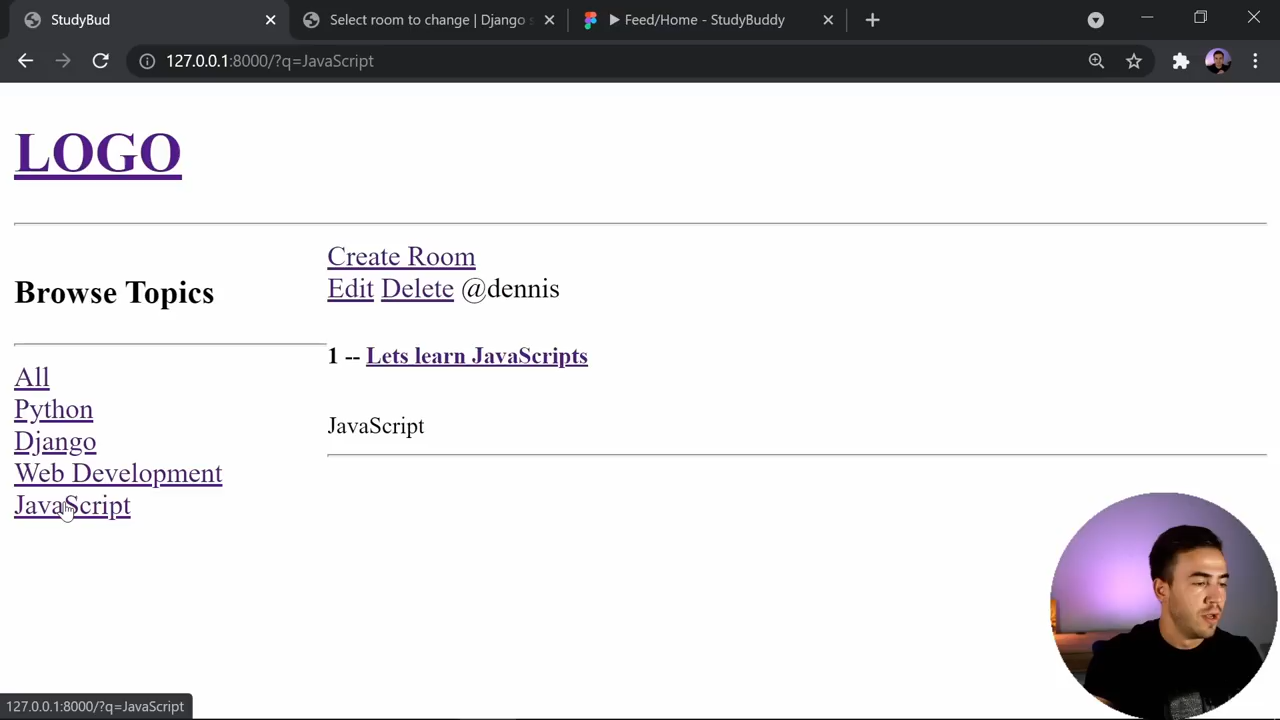 StudyBud
Select room to change | Django s
Feed/Home - StudyBuddy
127.0.0.1:8000/?q=JavaScript
LOGO
Browse Topics
All
Python
Django
Web Development
JavaScript
Create Room
Edit Delete @dennis
1 -- Lets learn JavaScripts
JavaScript
127.0.0.1:8000/?q=JavaScript